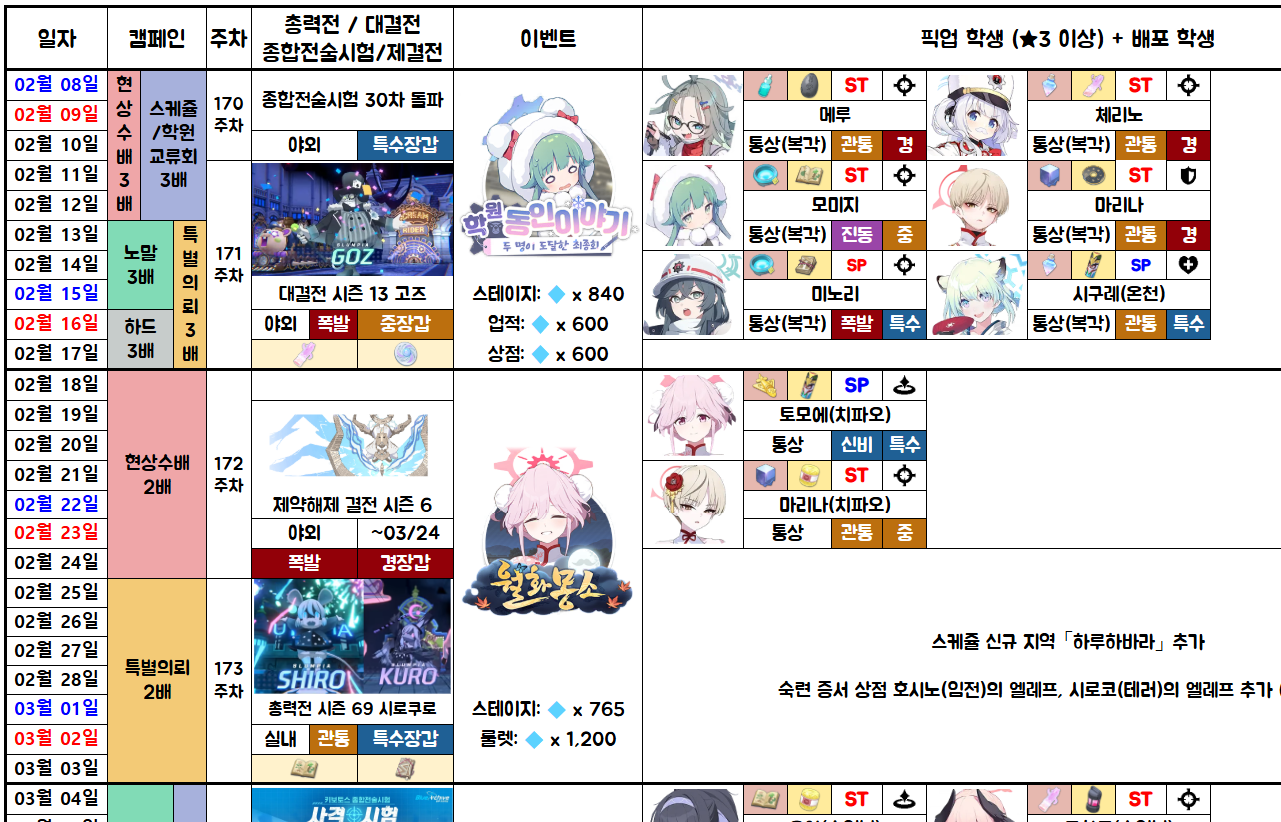 일자
캠페인
주차
총력전 / 대결전
종합전술시험/제결전
이벤트
픽업 학생 (★3 이상) + 배포 학생
02월 08일
02월 09일
02월 10일
02월 11일
02월 12일
02월 13일
02월 14일
02월 15일
02월 16일
02월 17일
현
상
수
배
3
배
스케쥴
/학원
교류회
3배
노말
3배
하드
3배
특
별
의
뢰
3
배
170
주차
종합전술시험 30차 돌파
야외 특수장갑
171
주차
CREAM
RIDER
BLUMPIA
GOZ
대결전 시즌 13 고즈
야외 폭발 중장갑
학원 동인이야기
두 명이 도달한 최종회
스테이지: x 840
업적: x 600
상점: x 600
ST
메루
통상(복각) 관통 경
ST
체리노
통상(복각) 관통 경
ST
모미지
통상(복각) 진동 중
ST
마리나
통상(복각) 관통 경
SP
미노리
통상(복각) 폭발 특수
SP
시구레(온천)
통상(복각) 관통 특수
02월 18일
02월 19일
02월 20일
02월 21일
02월 22일
02월 23일
02월 24일
02월 25일
02월 26일
02월 27일
02월 28일
03월 01일
03월 02일
03월 03일
현상수배
2배
특별의뢰
2배
172
주차
제약해제 결전 시즌 6
야외 ~03/24
폭발 경장갑
173
주차
BLUMPIA
SHIRO
BLUMPIA
KURO
총력전 시즌 69 시로쿠로
실내 관통 특수장갑
월화몽소
스테이지: x 765
룰렛: x 1,200
SP
토모에(치파오)
통상 신비 특수
ST
마리나(치파오)
통상 관통 중
스케쥴 신규 지역「하루하바라」추가
숙련 증서 상점 호시노(임전)의 엘레프, 시로코(테러)의 엘레프 추가
03월 04일
키보토스 종합전술시험
사격 시험
ST
ST